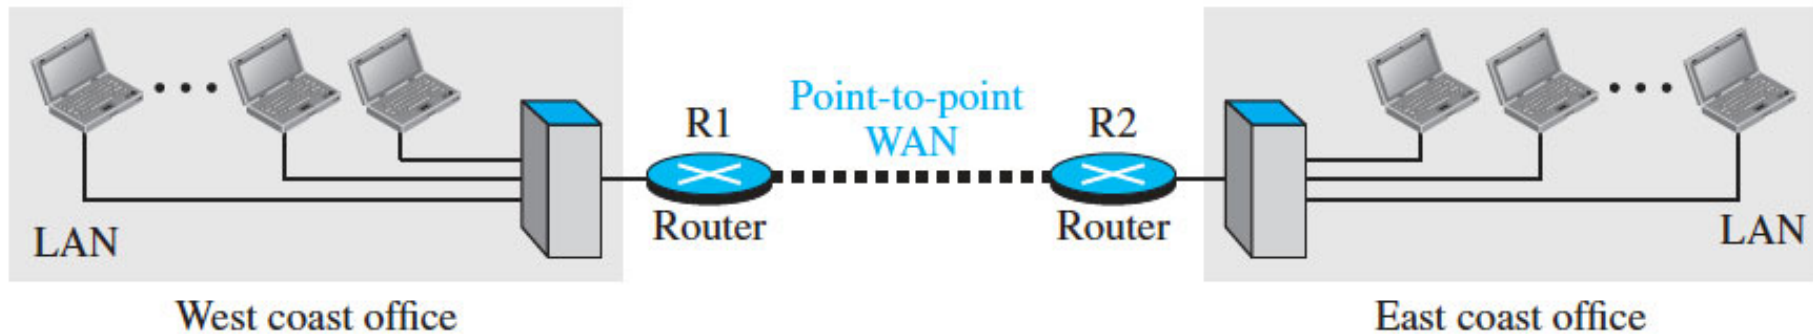 Point-to-point
WAN
R1
R2
Router
Router
LAN
LAN
West coast office
East coast office